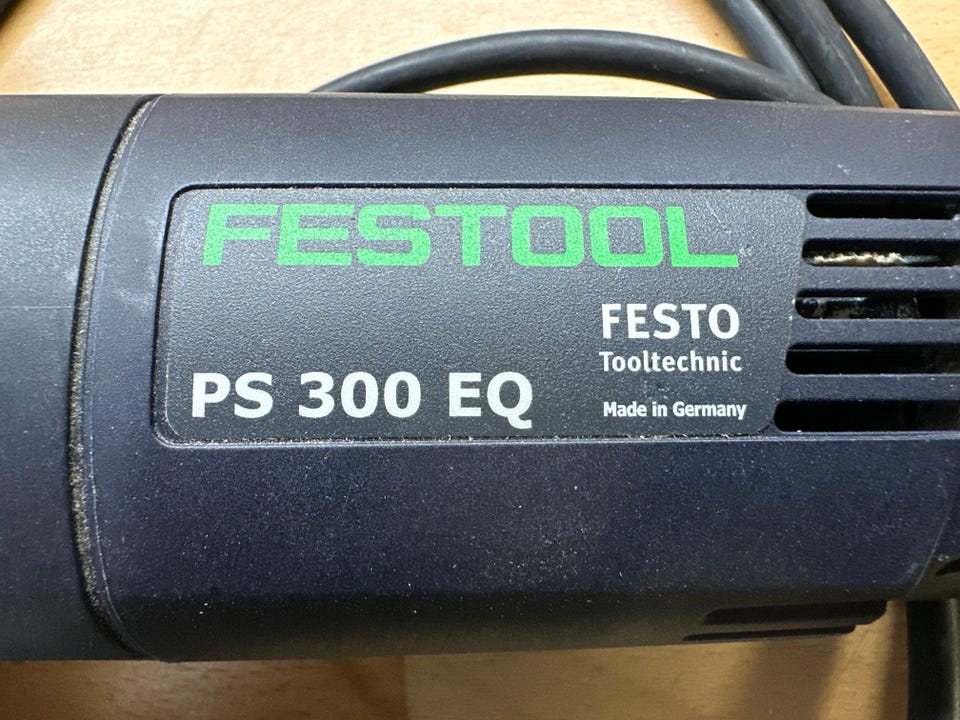 FESTOOL
FESTO
Tooltechnic
PS 300 EQ
Made in Germany